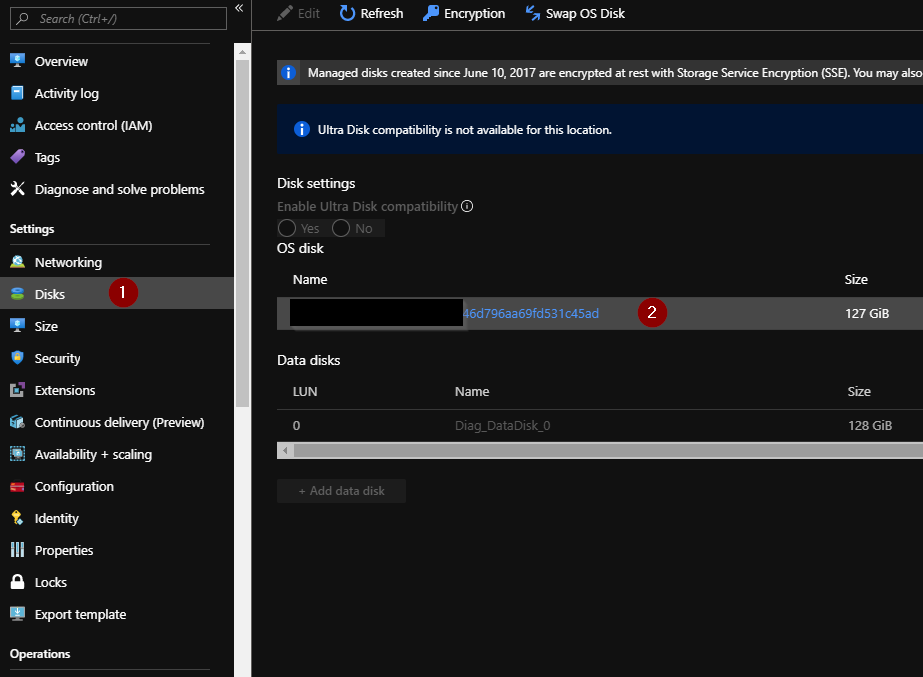 Search (Ctrl+/)
«
Overview
Activity log
Access control (IAM)
Tags
Diagnose and solve problems
Settings
Networking
Disks
1
Size
Security
Extensions
Continuous delivery (Preview)
Availability + scaling
Configuration
Identity
Properties
Locks
Export template
Operations
Edit Refresh Encryption Swap OS Disk
Managed disks created since June 10, 2017 are encrypted at rest with Storage Service Encryption (SSE). You may also
Ultra Disk compatibility is not available for this location.
Disk settings
Enable Ultra Disk compatibility
Yes No
OS disk
Name Size
46d796aa69fd531c45ad 2 127 GiB
Data disks
LUN Name Size
0 Diag_DataDisk_0 128 GiB
+ Add data disk